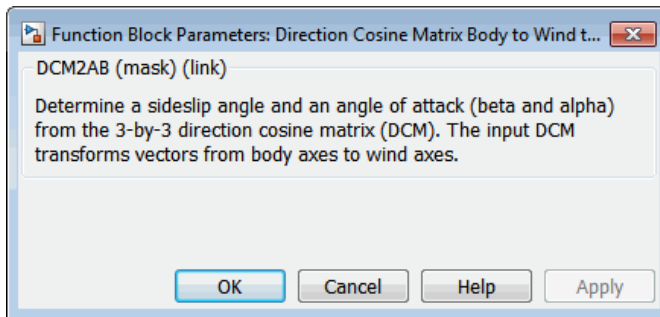 Function Block Parameters: Direction Cosine Matrix Body to Wind t...
DCM2AB (mask) (link)
Determine a sideslip angle and an angle of attack (beta and alpha)
from the 3-by-3 direction cosine matrix (DCM). The input DCM
transforms vectors from body axes to wind axes.
OK Cancel Help Apply